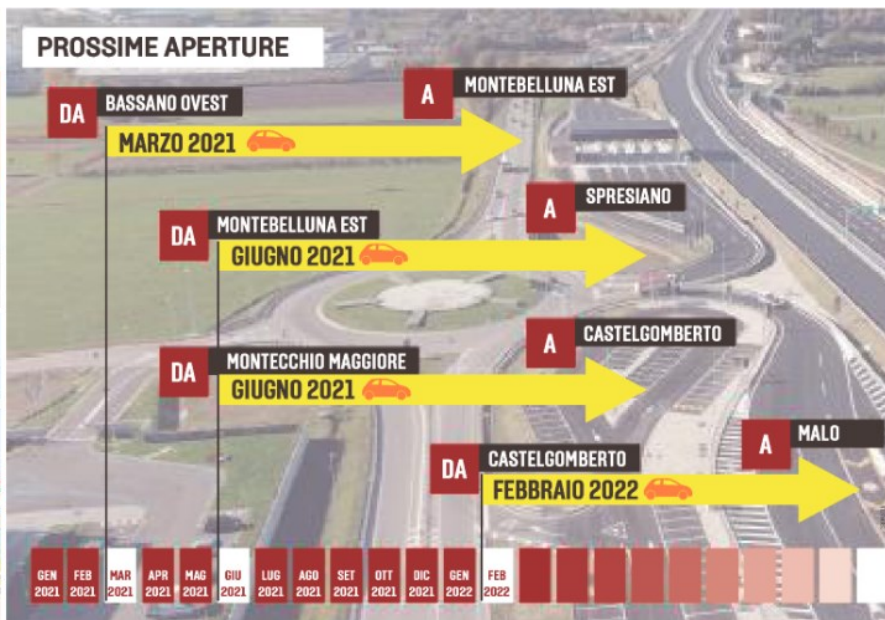 PROSSIME APERTURE
DA BASSANO OVEST A MONTEBELLUNA EST
MARZO 2021
DA MONTEBELLUNA EST A SPRESIANO
GIUGNO 2021
DA MONTECCHIO MAGGIORE A CASTELGOMBERTO
GIUGNO 2021
DA CASTELGOMBERTO A MALO
FEBBRAIO 2022
GEN FEB MAR APR MAG GIU LUG AGO SET OTT DIC GEN FEB
2021 2021 2021 2021 2021 2021 2021 2021 2021 2021 2021 2022 2022